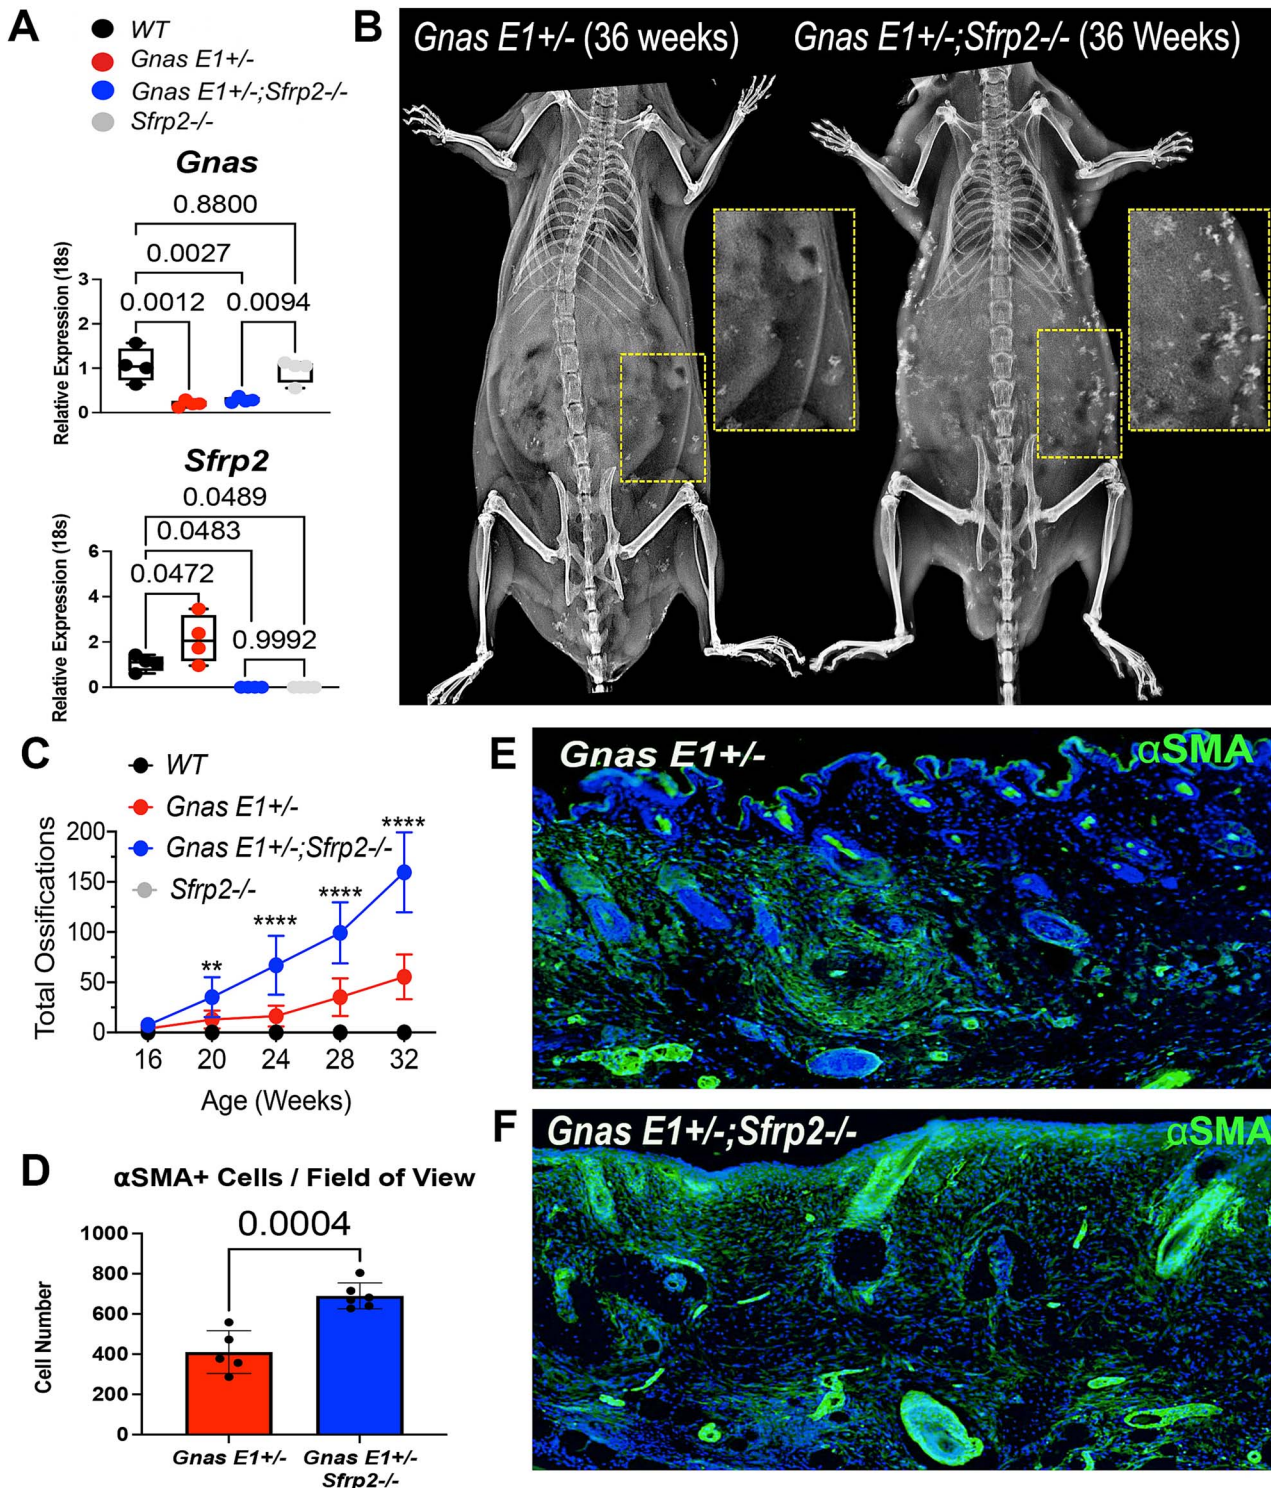 A
WT
Gnas E1+/-
Gnas E1+/-;Sfrp2-/-
Sfrp2-/-
Gnas
0.8800
0.0027
0.0012
0.0094
Relative Expression (18s)
3
2
1
0
Sfrp2
0.0489
0.0483
0.0472
0.9992
Relative Expression (18s)
6
4
2
0
B
Gnas E1+/- (36 weeks)
Gnas E1+/-;Sfrp2-/- (36 Weeks)
C
WT
Gnas E1+/-
Gnas E1+/-;Sfrp2-/-
Sfrp2-/-
Total Ossifications
200
150
100
50
0
**
****
****
****
16 20 24 28 32
Age (Weeks)
D
αSMA+ Cells / Field of View
0.0004
Cell Number
1000
800
600
400
200
0
Gnas E1+/-
Gnas E1+/-
Sfrp2-/-
E
Gnas E1+/-
αSMA
F
Gnas E1+/-;Sfrp2-/-
αSMA